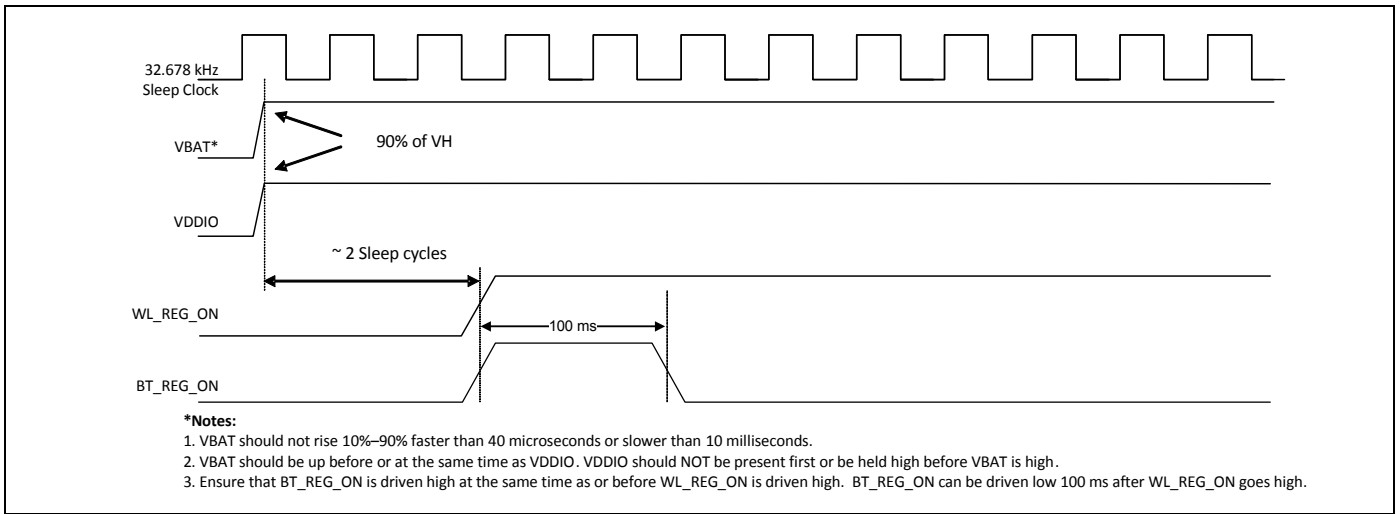 32.678 kHz
Sleep Clock
VBAT*
90% of VH
VDDIO
~ 2 Sleep cycles
WL_REG_ON
100 ms
BT_REG_ON
*Notes:
1. VBAT should not rise 10%–90% faster than 40 microseconds or slower than 10 milliseconds.
2. VBAT should be up before or at the same time as VDDIO. VDDIO should NOT be present first or be held high before VBAT is high.
3. Ensure that BT_REG_ON is driven high at the same time as or before WL_REG_ON is driven high. BT_REG_ON can be driven low 100 ms after WL_REG_ON goes high.